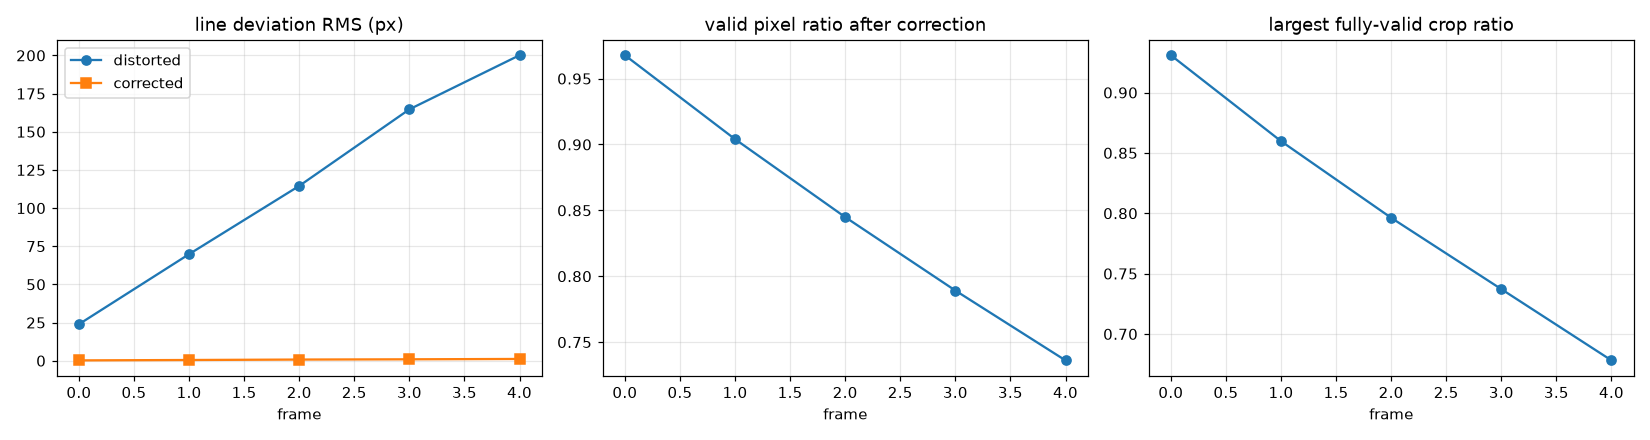 line deviation RMS (px)
distorted
corrected
200
175
150
125
100
75
50
25
0
0.0 0.5 1.0 1.5 2.0 2.5 3.0 3.5 4.0
frame
valid pixel ratio after correction
0.95
0.90
0.85
0.80
0.75
0.0 0.5 1.0 1.5 2.0 2.5 3.0 3.5 4.0
frame
largest fully-valid crop ratio
0.90
0.85
0.80
0.75
0.70
0.0 0.5 1.0 1.5 2.0 2.5 3.0 3.5 4.0
frame